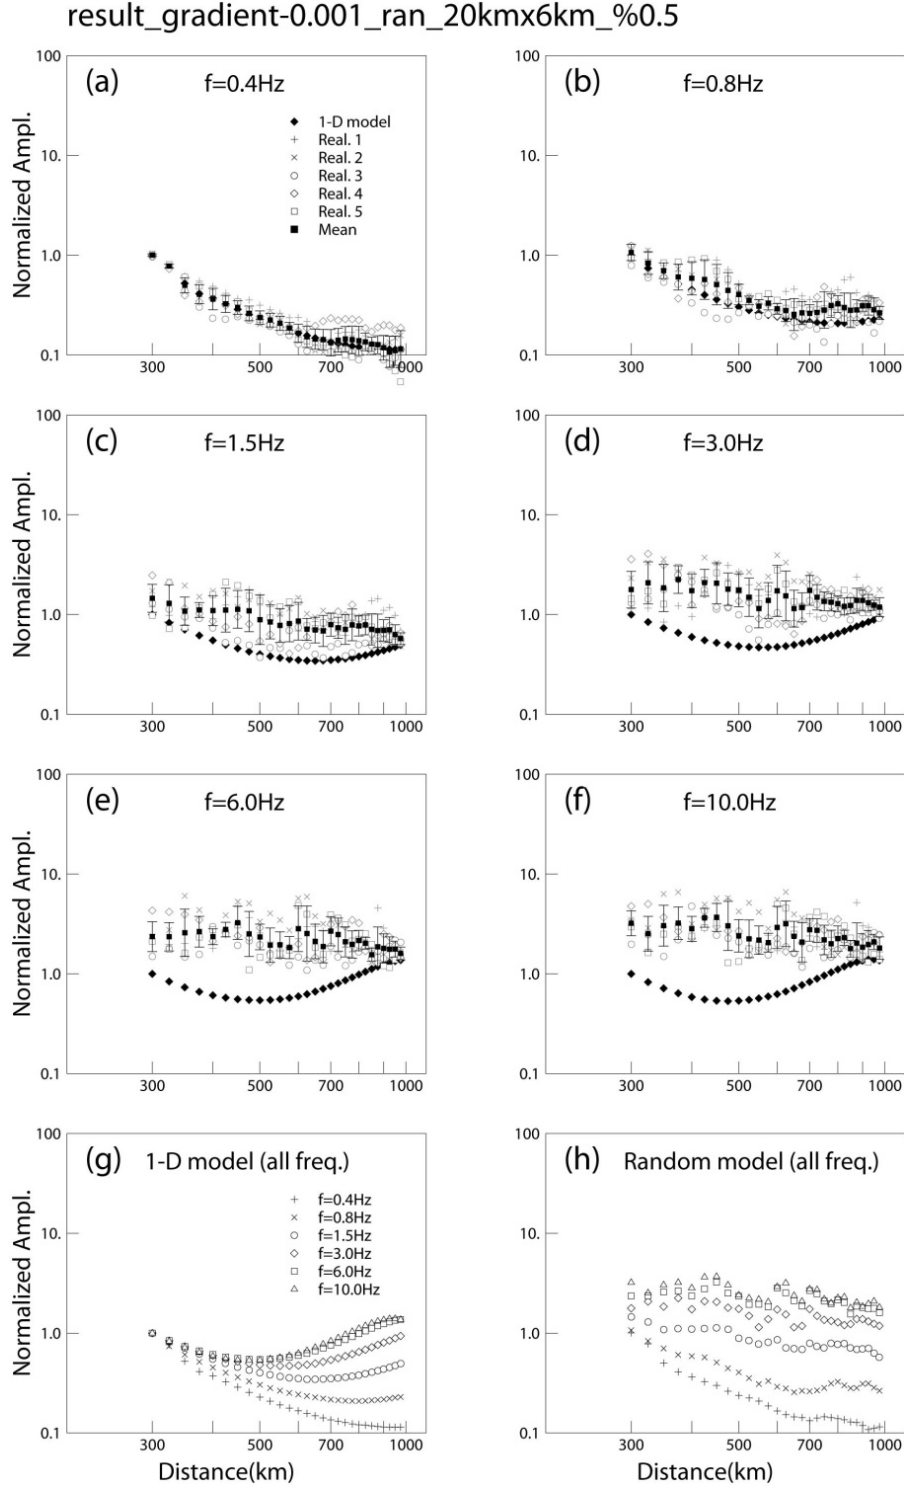 result_gradient-0.001_ran_20kmx6km_%0.5
(a) f=0.4Hz
(b) f=0.8Hz
Normalized Ampl.
100
10.
1.0
0.1
1-D model
Real. 1
Real. 2
Real. 3
Real. 4
Real. 5
Mean
300 500 700 1000
100
10.
1.0
0.1
300 500 700 1000
(c) f=1.5Hz
(d) f=3.0Hz
Normalized Ampl.
100
10.
1.0
0.1
300 500 700 1000
100
10.
1.0
0.1
300 500 700 1000
(e) f=6.0Hz
(f) f=10.0Hz
Normalized Ampl.
100
10.
1.0
0.1
300 500 700 1000
100
10.
1.0
0.1
300 500 700 1000
(g) 1-D model (all freq.)
(h) Random model (all freq.)
Normalized Ampl.
100
10.
1.0
0.1
f=0.4Hz
f=0.8Hz
f=1.5Hz
f=3.0Hz
f=6.0Hz
f=10.0Hz
300 500 700 1000
Distance(km)
100
10.
1.0
0.1
300 500 700 1000
Distance(km)